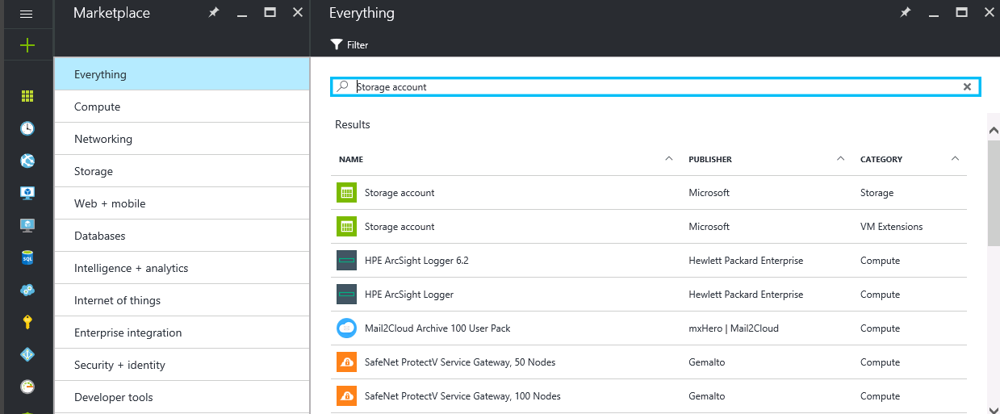 Marketplace
Everything
Compute
Networking
Storage
Web + mobile
Databases
SQL
Intelligence + analytics
Internet of things
Enterprise integration
Security + identity
Developer tools
Everything
Filter
Storage account
Results
NAME PUBLISHER CATEGORY
Storage account Microsoft Storage
Storage account Microsoft VM Extensions
HPE ArcSight Logger 6.2 Hewlett Packard Enterprise Compute
HPE ArcSight Logger Hewlett Packard Enterprise Compute
Mail2Cloud Archive 100 User Pack mxHero | Mail2Cloud Compute
SafeNet ProtectV Service Gateway, 50 Nodes Gemalto Compute
SafeNet ProtectV Service Gateway, 100 Nodes Gemalto Compute